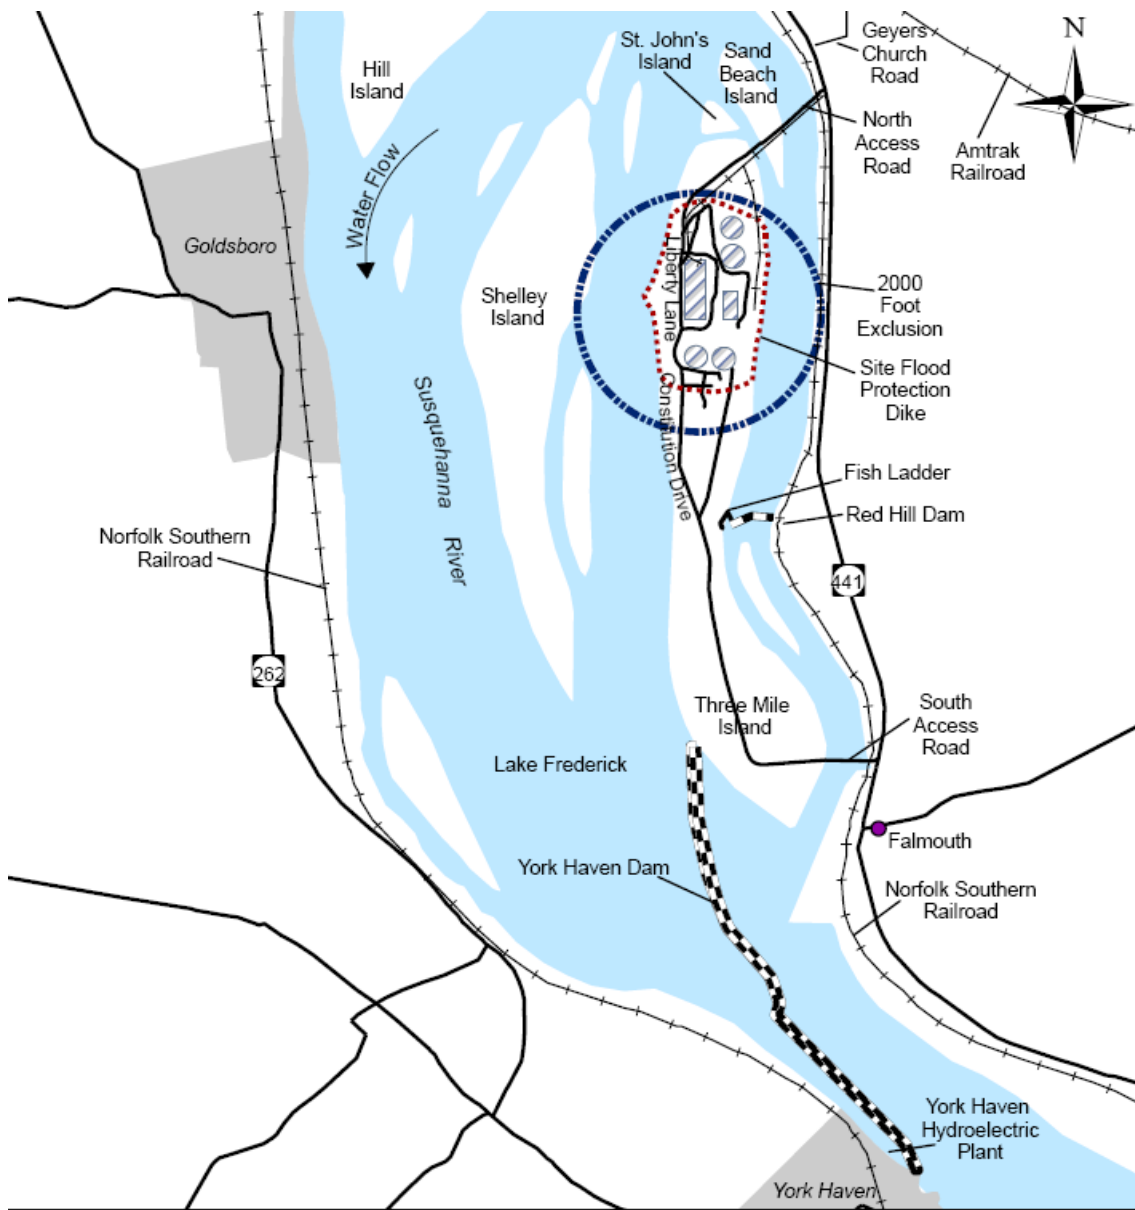 Geyers
Church
Road
N
St. John's
Island
Sand
Beach
Island
Hill
Island
North
Access
Road
Amtrak
Railroad
Water Flow
Goldsboro
Liberty Lane
2000
Foot
Exclusion
Shelley
Island
Site Flood
Protection
Dike
Constitution Drive
Susquehanna River
Fish Ladder
Red Hill Dam
Norfolk Southern
Railroad
441
262
Three Mile
Island
South
Access
Road
Lake Frederick
Falmouth
York Haven Dam
Norfolk Southern
Railroad
York Haven
Hydroelectric
Plant
York Haven